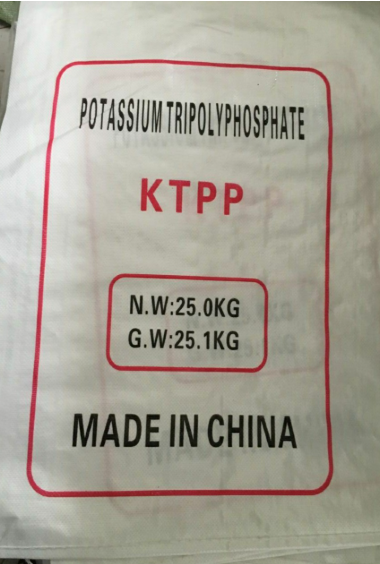 POTASSIUM TRIPOLYPHOSPHATE
KTPP
N.W:25.0KG
G.W:25.1KG
MADE IN CHINA